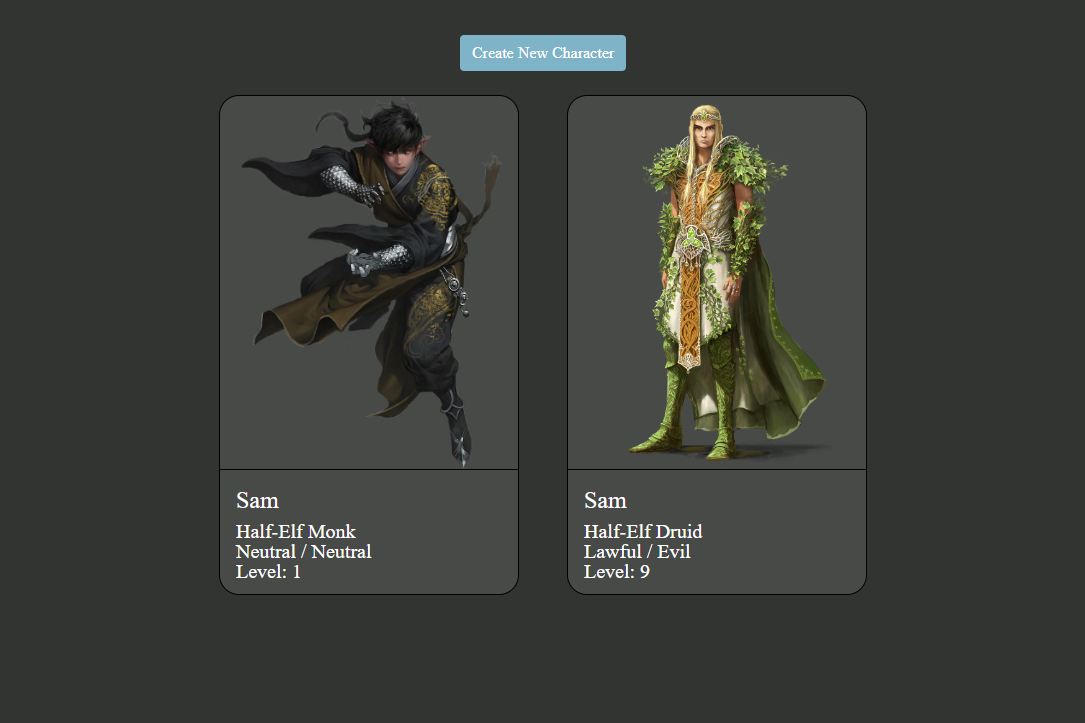 Create New Character
Sam
Half-Elf Monk
Neutral / Neutral
Level: 1
Sam
Half-Elf Druid
Lawful / Evil
Level: 9